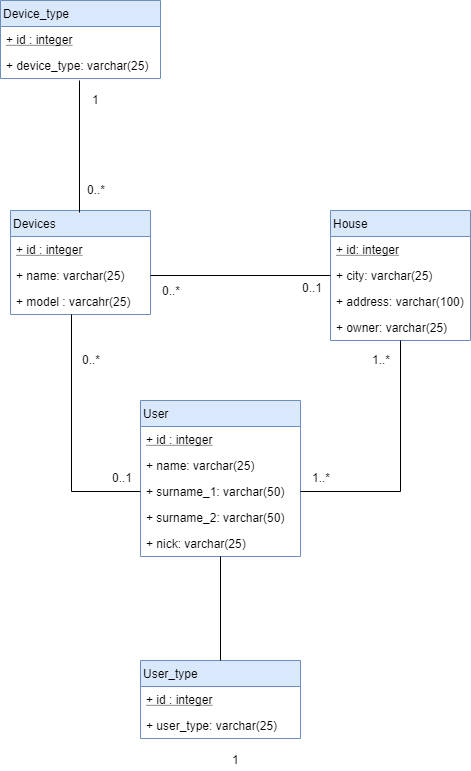 Device_type
+ id : integer
+ device_type: varchar(25)
1
0..*
Devices
+ id : integer
+ name: varchar(25)
+ model : varcahr(25)
House
+ id: integer
+ city: varchar(25)
+ address: varchar(100)
+ owner: varchar(25)
0..*
0..1
0..*
1..*
User
+ id : integer
+ name: varchar(25)
+ surname_1: varchar(50)
+ surname_2: varchar(50)
+ nick: varchar(25)
0..1
1..*
User_type
+ id : integer
+ user_type: varchar(25)
1